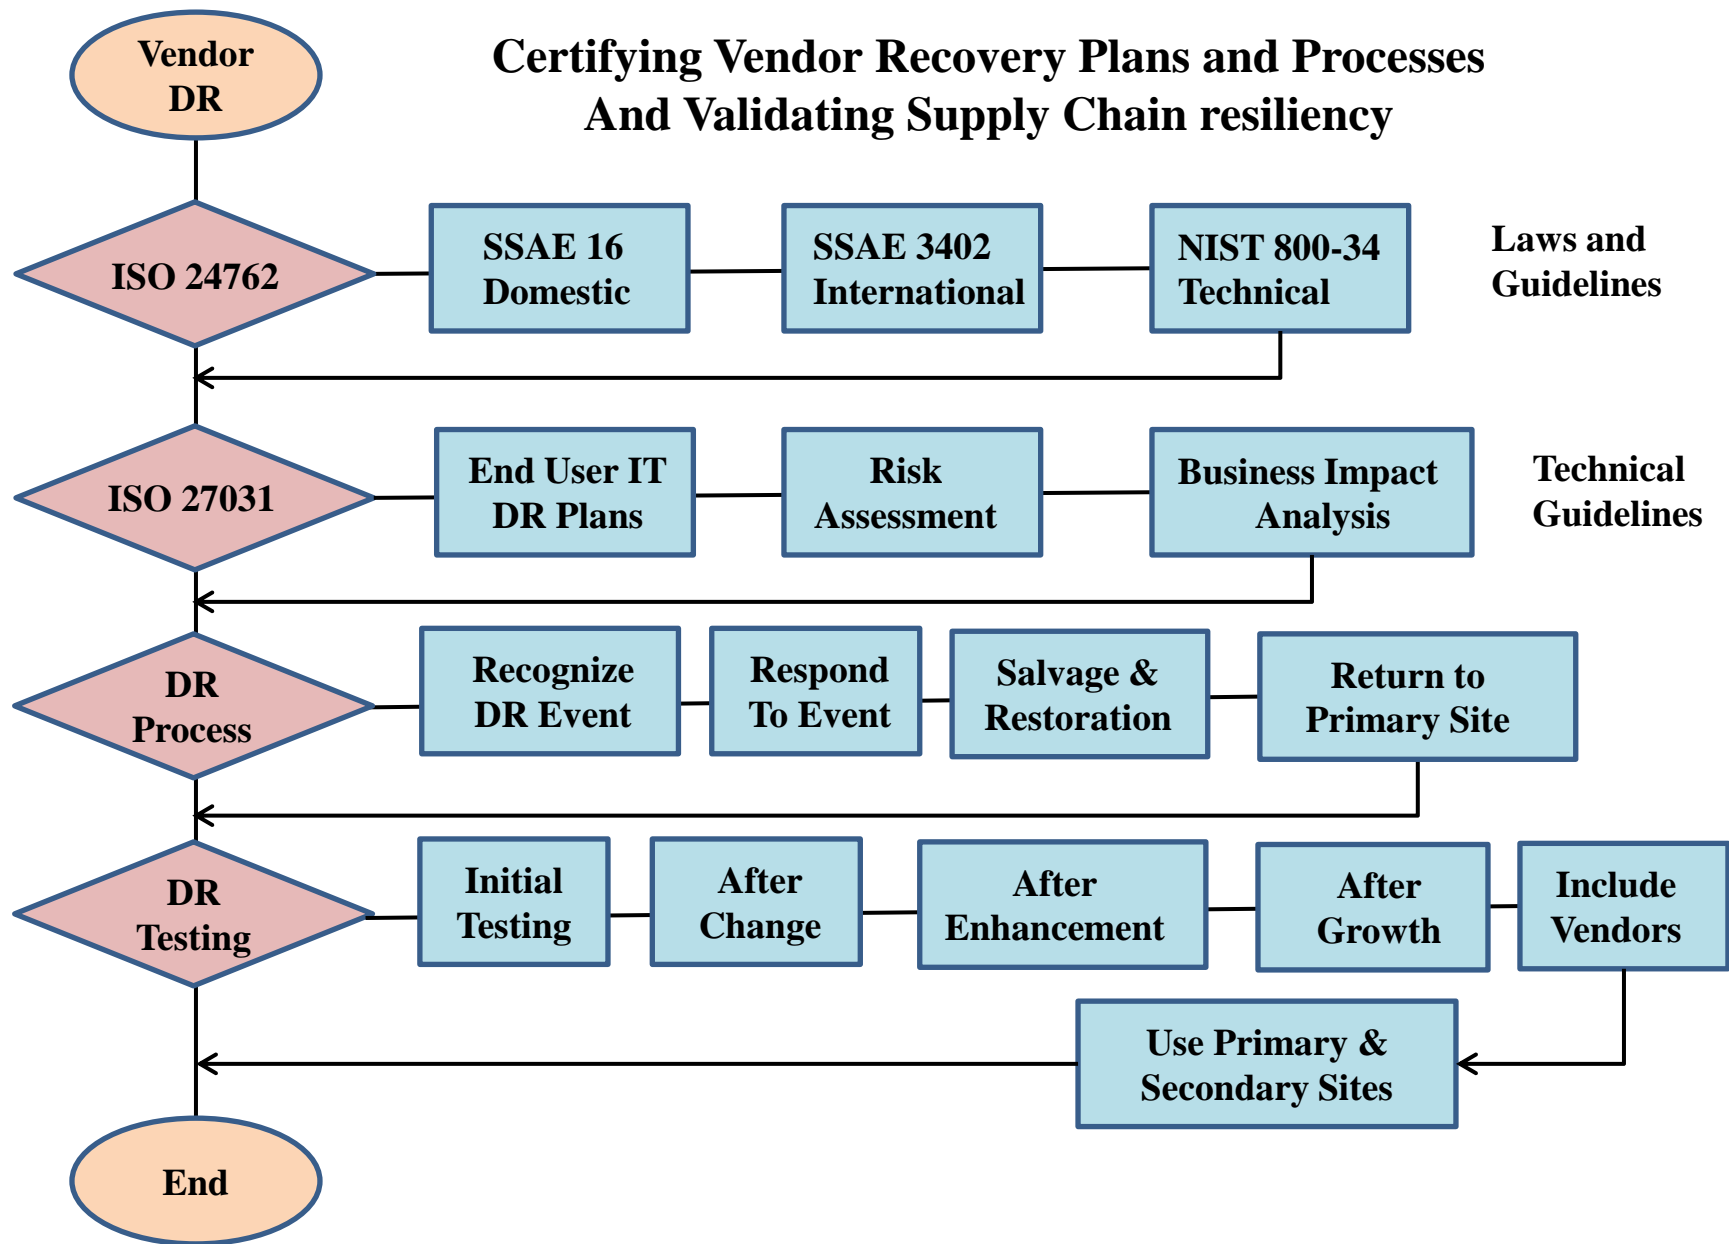 Vendor
DR
Certifying Vendor Recovery Plans and Processes
And Validating Supply Chain resiliency
ISO 24762
SSAE 16
Domestic
SSAE 3402
International
NIST 800-34
Technical
Laws and
Guidelines
ISO 27031
End User IT
DR Plans
Risk
Assessment
Business Impact
Analysis
Technical
Guidelines
DR
Process
Recognize
DR Event
Respond
To Event
Salvage &
Restoration
Return to
Primary Site
DR
Testing
Initial
Testing
After
Change
After
Enhancement
After
Growth
Include
Vendors
Use Primary &
Secondary Sites
End